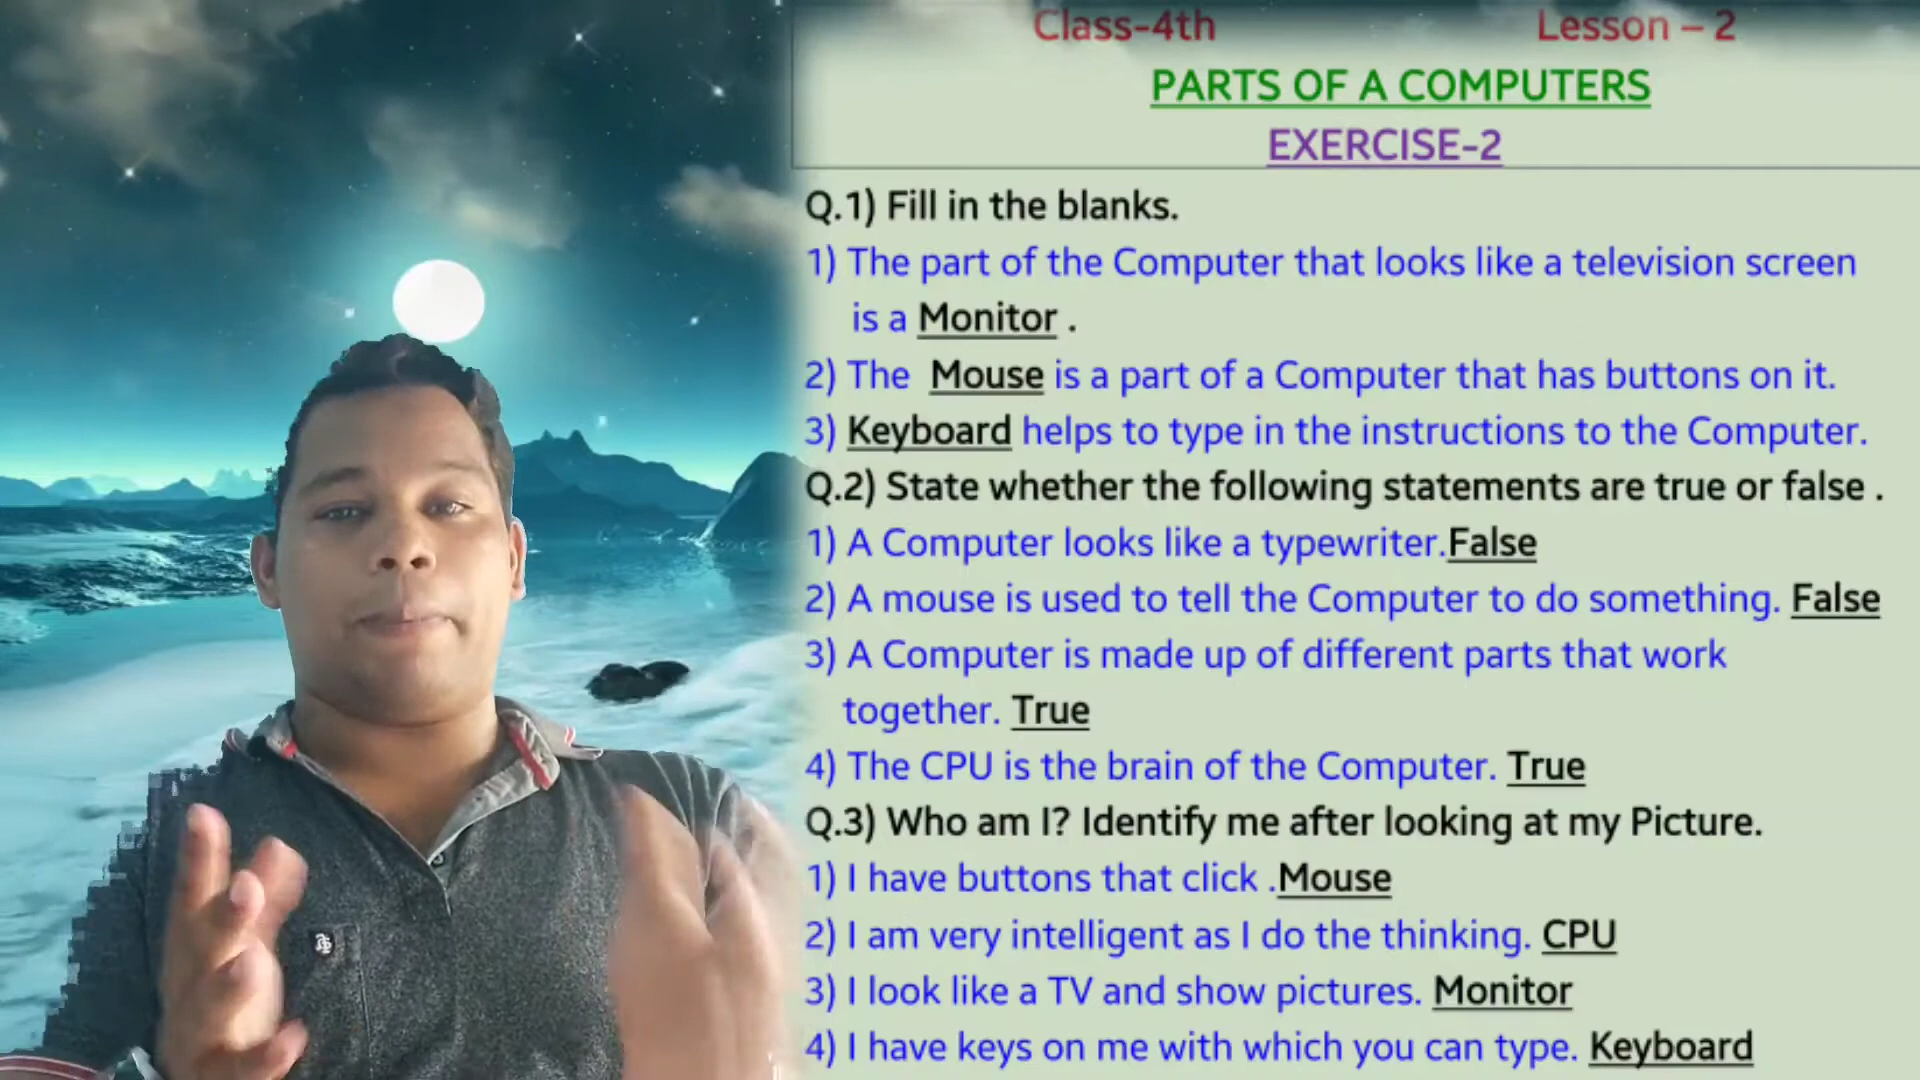 Class-4th Lesson – 2
PARTS OF A COMPUTERS
EXERCISE-2
Q.1) Fill in the blanks.
1) The part of the Computer that looks like a television screen
is a Monitor .
2) The Mouse is a part of a Computer that has buttons on it.
3) Keyboard helps to type in the instructions to the Computer.
Q.2) State whether the following statements are true or false .
1) A Computer looks like a typewriter.False
2) A mouse is used to tell the Computer to do something. False
3) A Computer is made up of different parts that work
together. True
4) The CPU is the brain of the Computer. True
Q.3) Who am I? Identify me after looking at my Picture.
1) I have buttons that click .Mouse
2) I am very intelligent as I do the thinking. CPU
3) I look like a TV and show pictures. Monitor
4) I have keys on me with which you can type. Keyboard